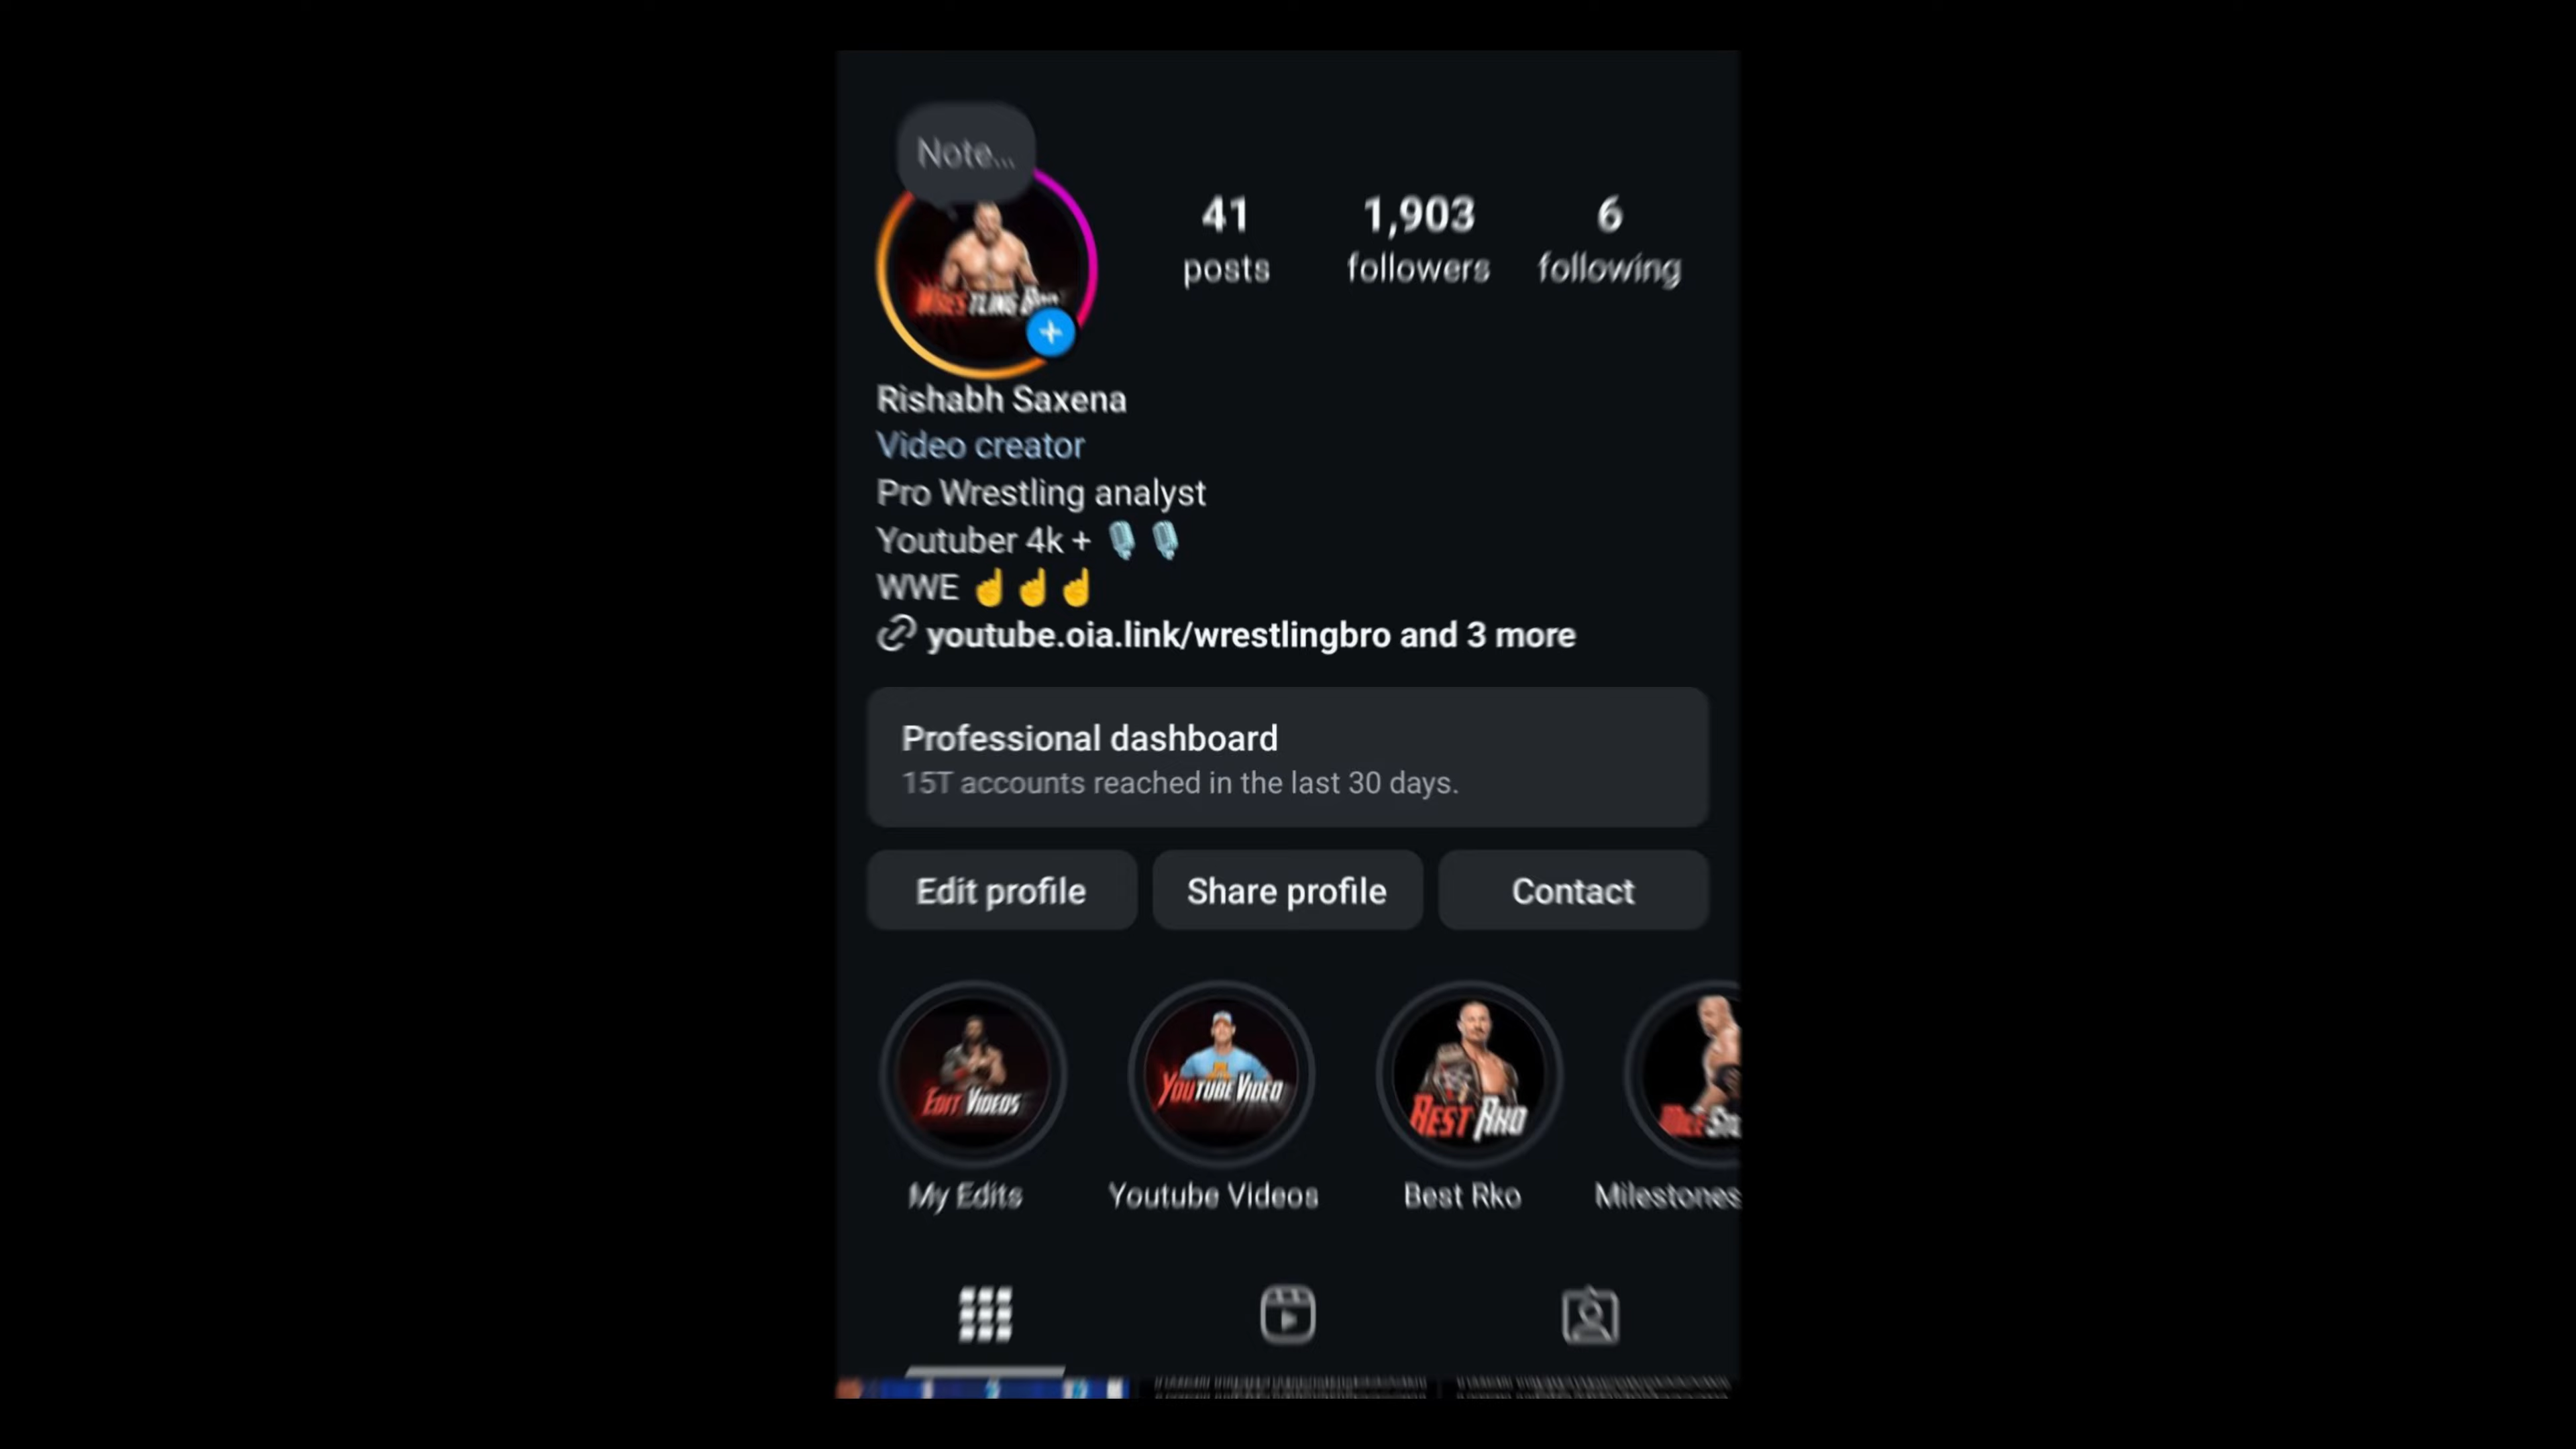 Note...
41
posts
1,903
followers
6
following
Rishabh Saxena
Video creator
Pro Wrestling analyst
Youtuber 4k + 🎙️🎙️
WWE ☝️☝️☝️
youtube.oia.link/wrestlingbro and 3 more
Professional dashboard
15T accounts reached in the last 30 days.
Edit profile
Share profile
Contact
EDIT VIDEOS
YOUTUBE VIDEO
BEST RKO
My Edits
Youtube Videos
Best Rko
Milestones